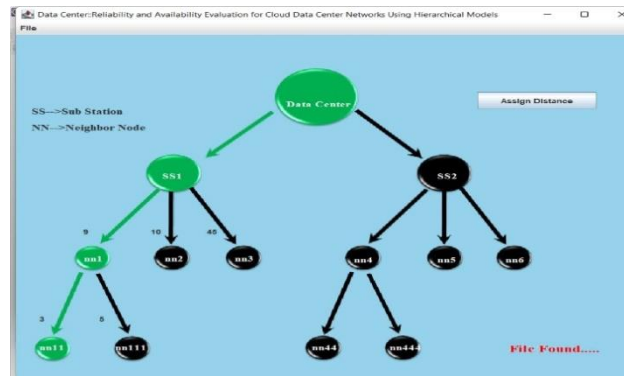 Data Center:Reliability and Availability Evaluation for Cloud Data Center Networks Using Hierarchical Models
File
Data Center
Assign Distance
SS-->Sub Station
NN-->Neighbor Node
SS1
SS2
9
10
45
nn1
nn2
nn3
nn4
nn5
nn6
3
5
nn11
nn111
nn44
nn444
File Found.....